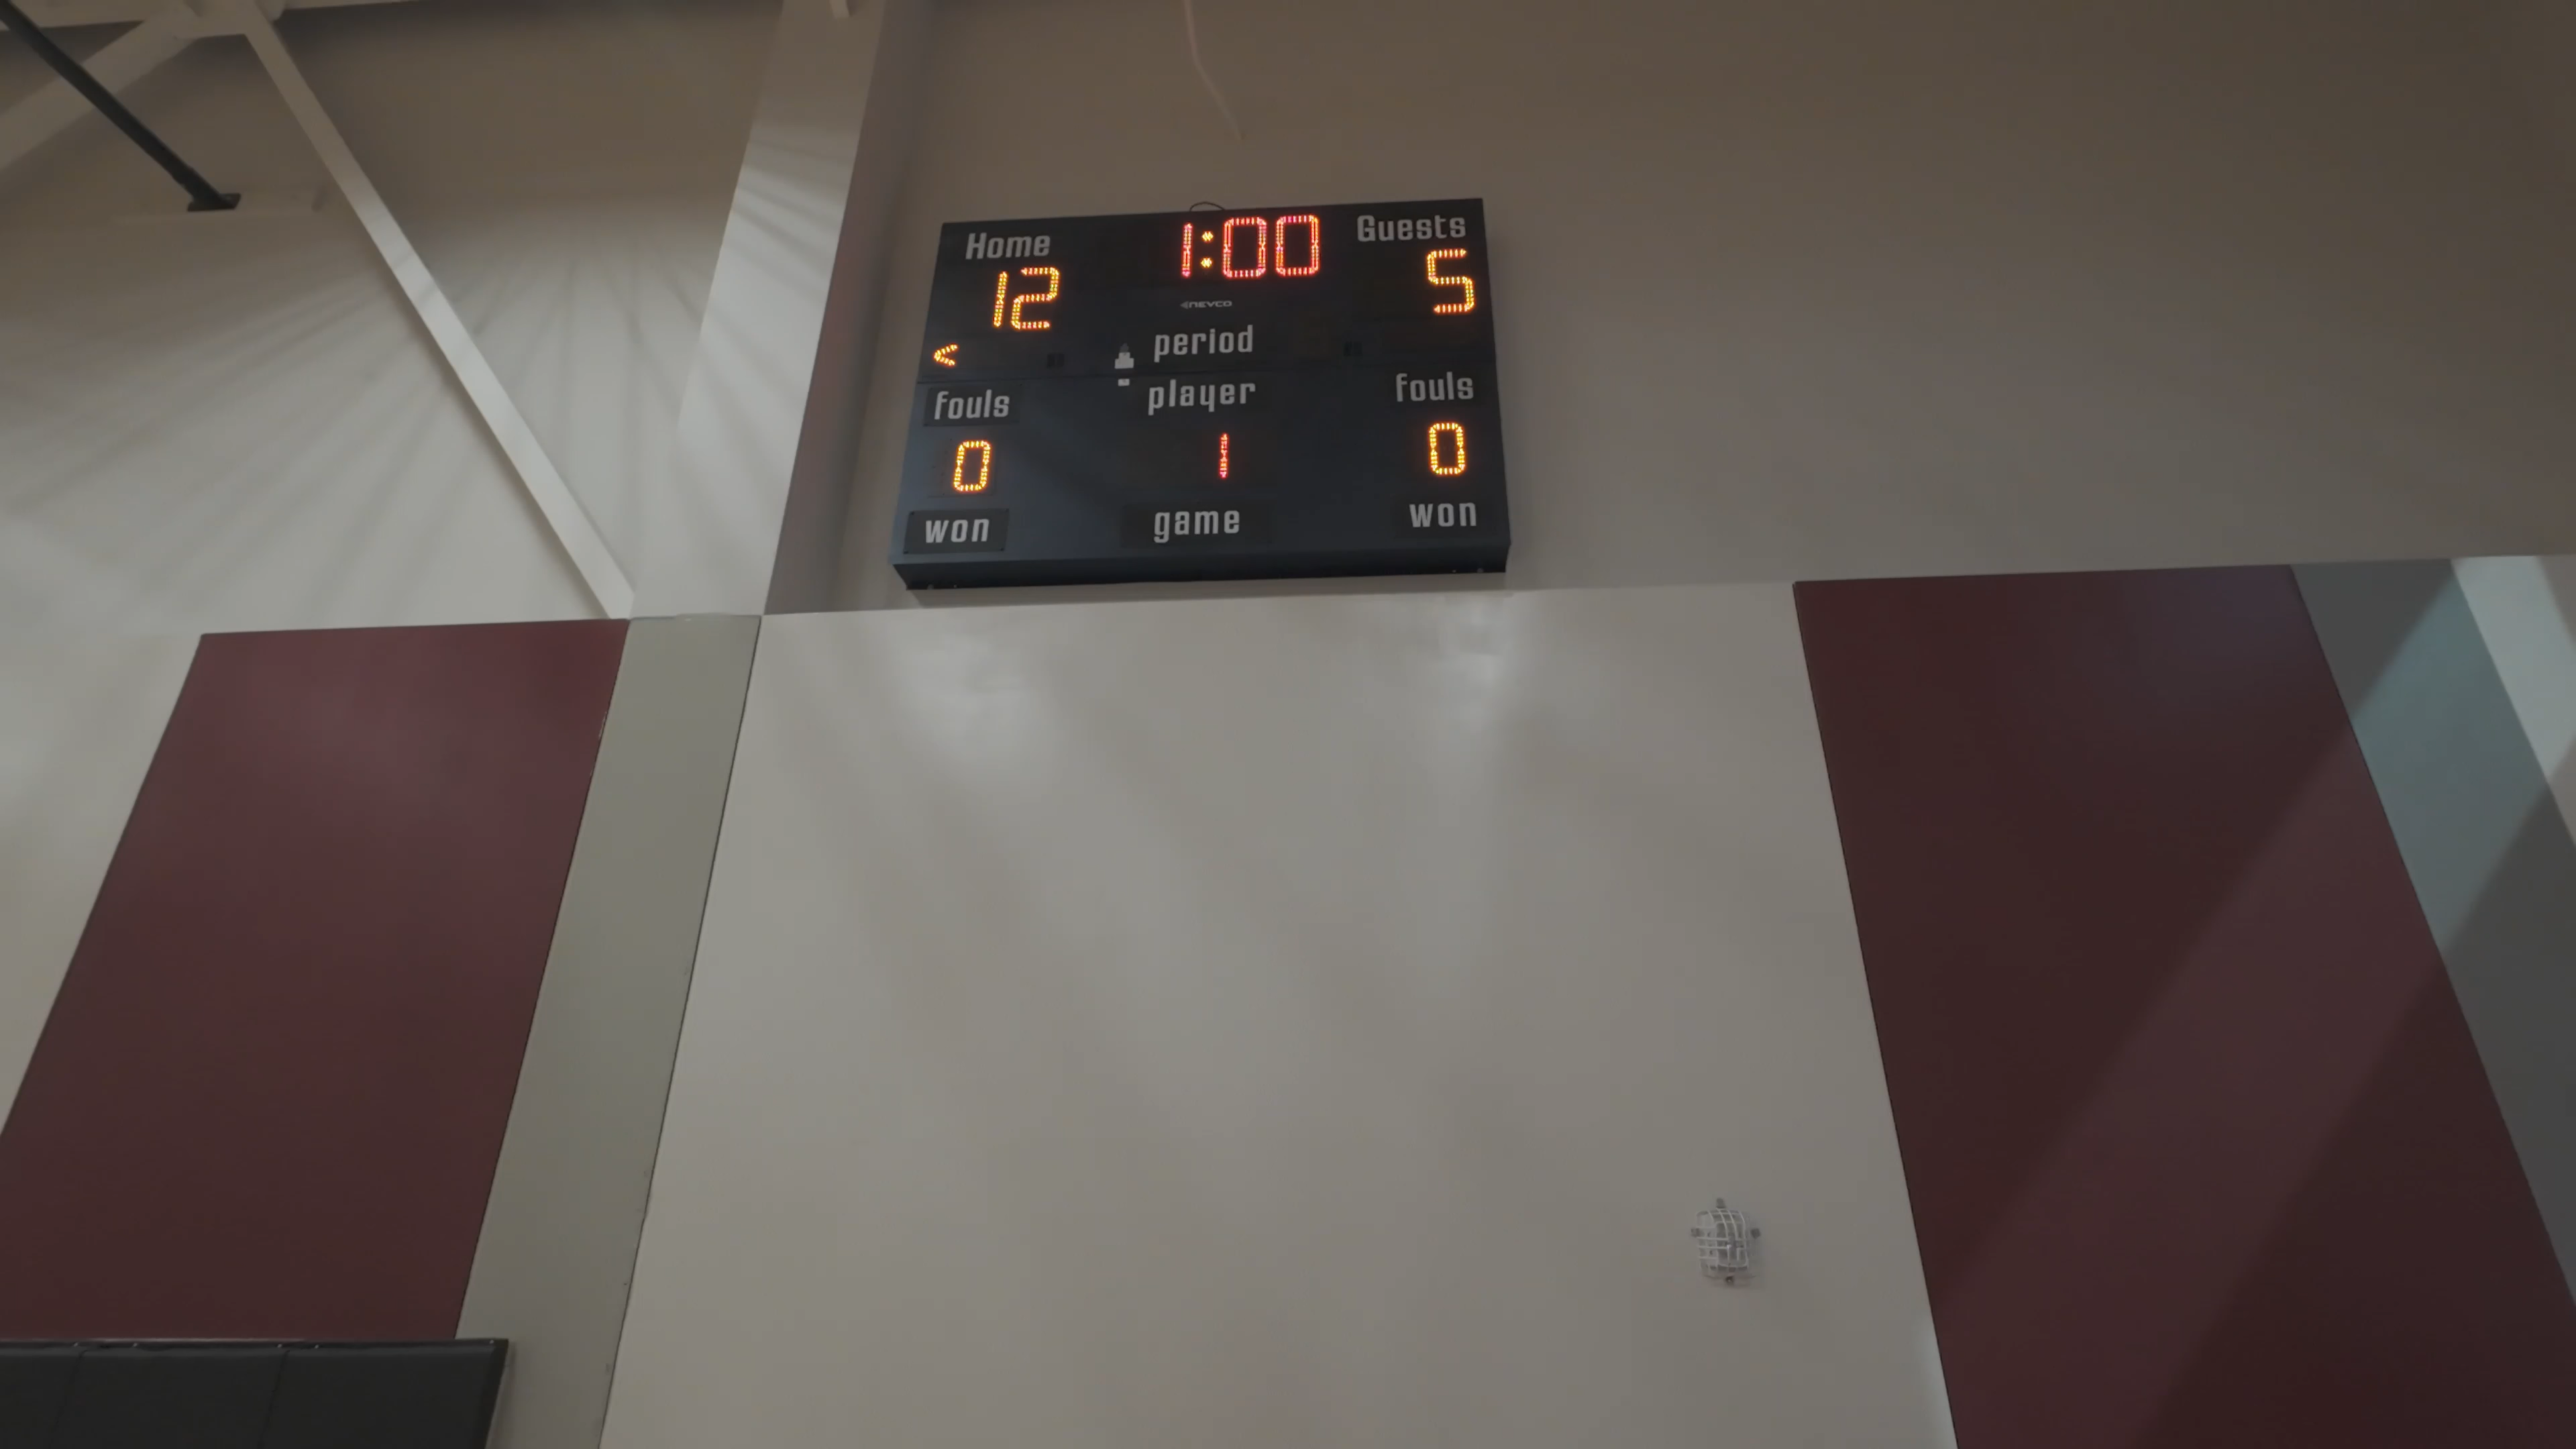 Home 1:00 Guests
12 5
NEVCO
< period
fouls player fouls
0 1 0
won game won